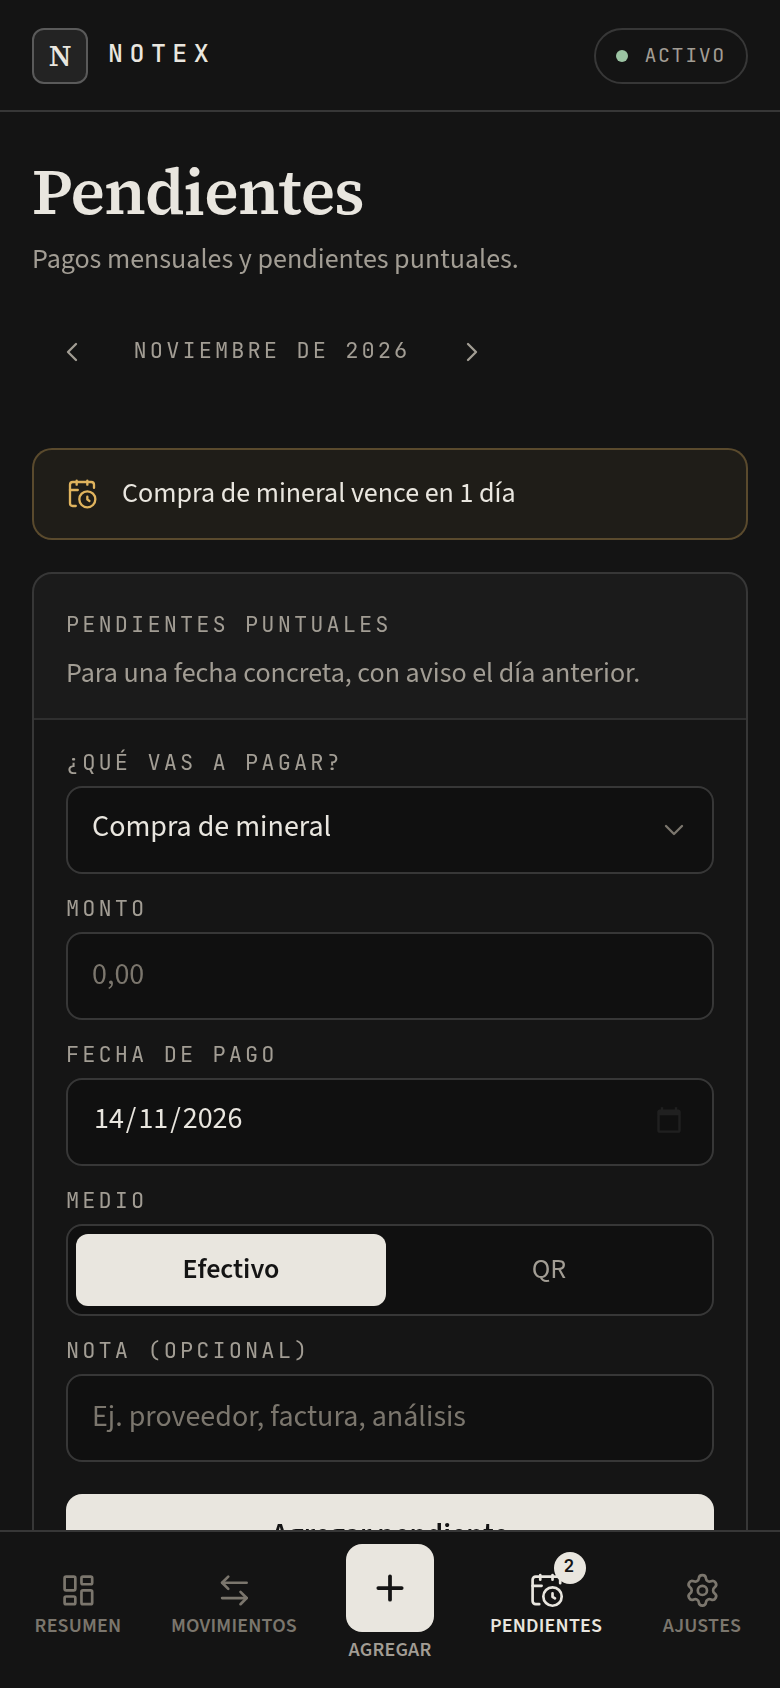 N NOTEX
ACTIVO
Pendientes
Pagos mensuales y pendientes puntuales.
NOVIEMBRE DE 2026
Compra de mineral vence en 1 día
PENDIENTES PUNTUALES
Para una fecha concreta, con aviso el día anterior.
¿QUÉ VAS A PAGAR?
Compra de mineral
MONTO
0,00
FECHA DE PAGO
14/11/2026
MEDIO
Efectivo QR
NOTA (OPCIONAL)
Ej. proveedor, factura, análisis
Agregar pendiente
2
RESUMEN MOVIMIENTOS AGREGAR PENDIENTES AJUSTES